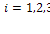 i = 1,2,3